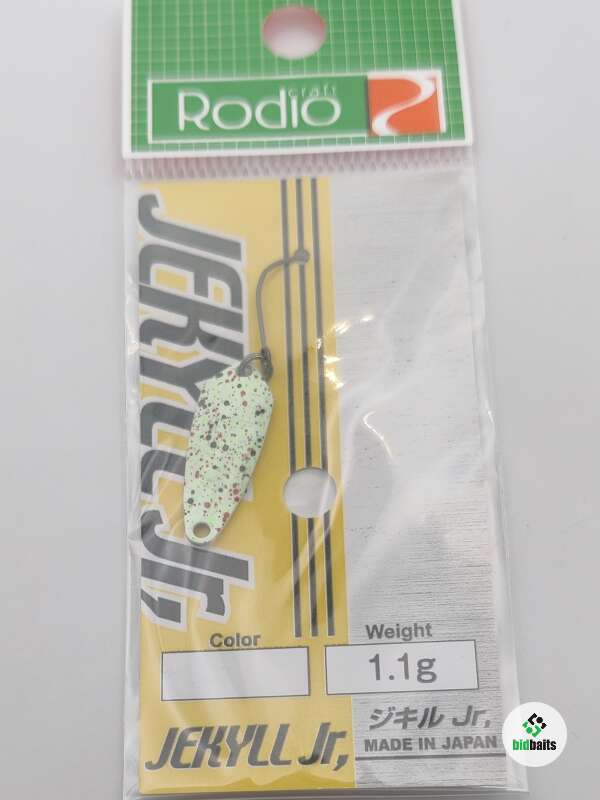 Rodio
craft
JEKYLL Jr,
Color
Weight
1.1g
JEKYLL Jr,
ジキル Jr,
MADE IN JAPAN
bidbaits